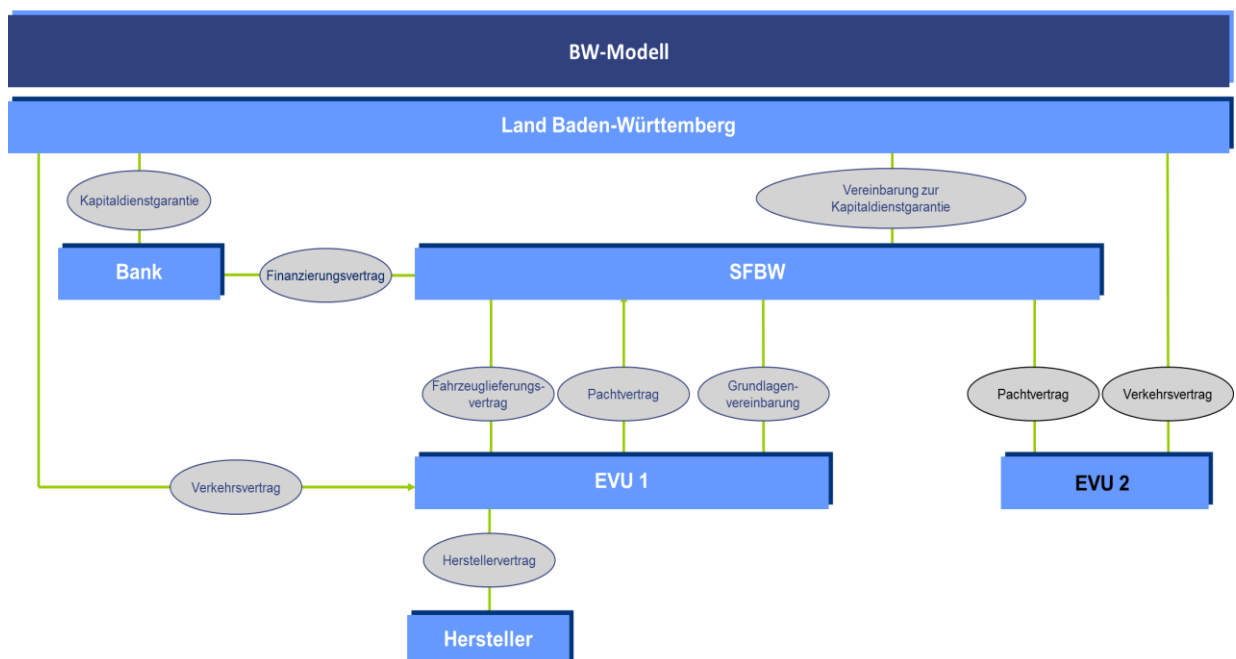 BW-Modell
Land Baden-Württemberg
Kapitaldienstgarantie
Vereinbarung zur
Kapitaldienstgarantie
Bank
Finanzierungsvertrag
SFBW
Fahrzeuglieferungs-
vertrag
Pachtvertrag
Grundlagen-
vereinbarung
Pachtvertrag
Verkehrsvertrag
Verkehrsvertrag
EVU 1
EVU 2
Herstellervertrag
Hersteller